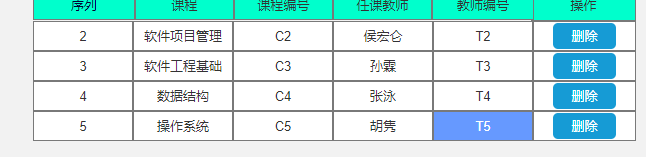 序列 课程 课程编号 任课教师 教师编号 操作
2 软件项目管理 C2 侯宏仑 T2 删除
3 软件工程基础 C3 孙霖 T3 删除
4 数据结构 C4 张泳 T4 删除
5 操作系统 C5 胡隽 T5 删除